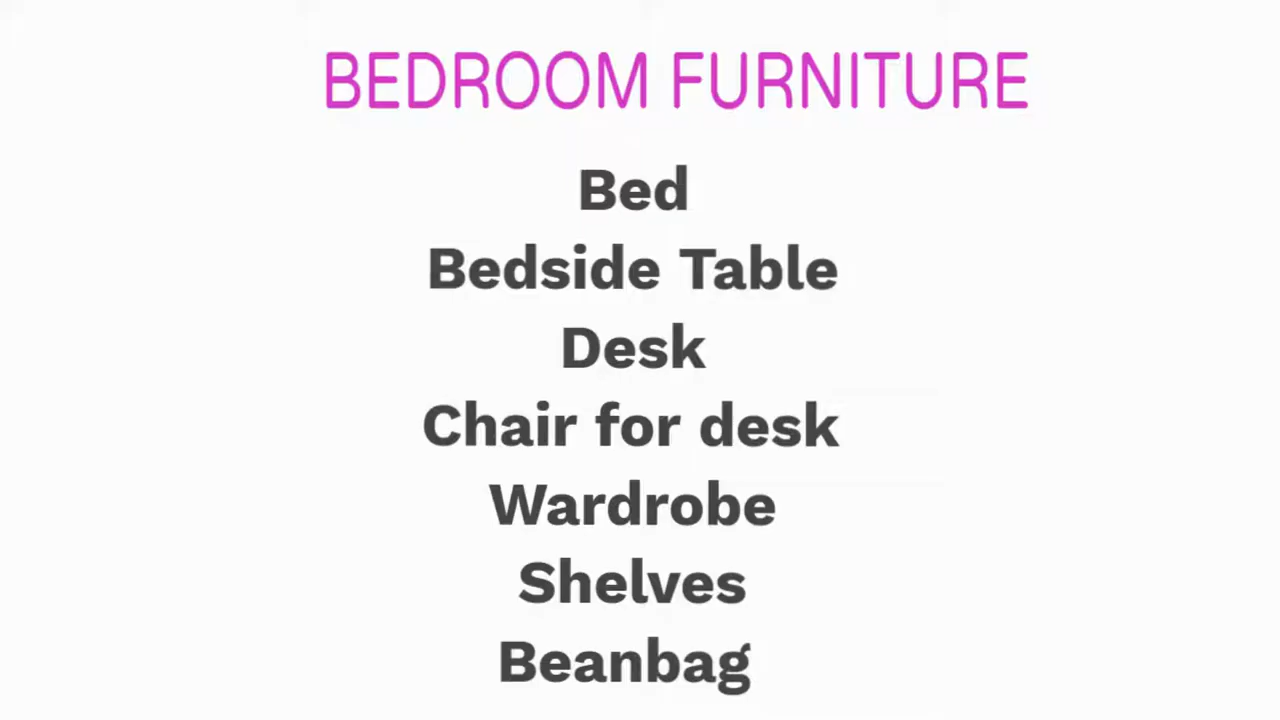 BEDROOM FURNITURE
Bed
Bedside Table
Desk
Chair for desk
Wardrobe
Shelves
Beanbag